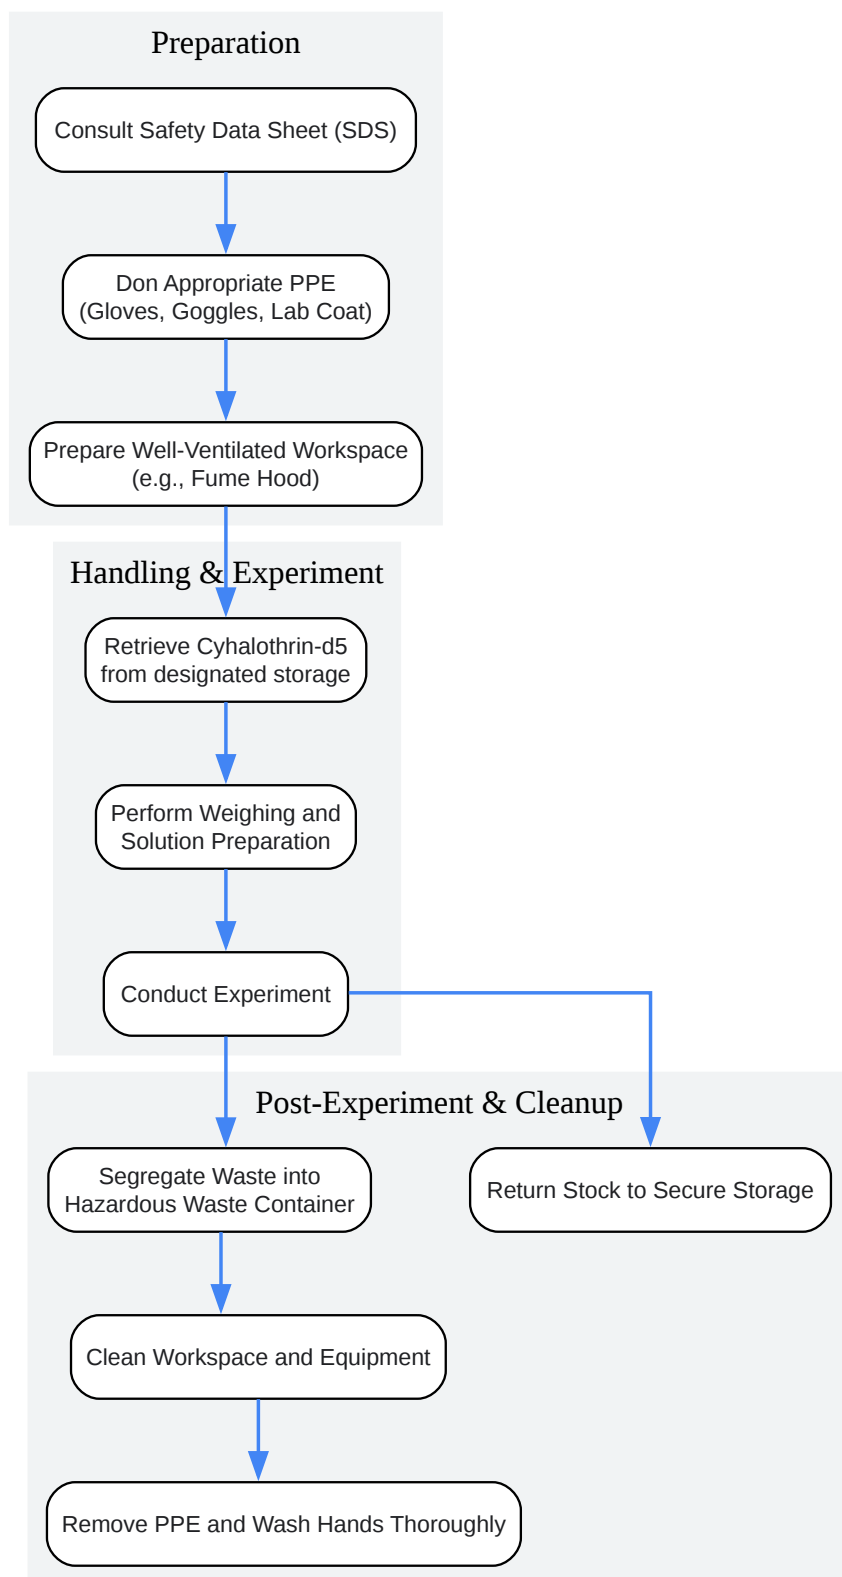 Preparation
Consult Safety Data Sheet (SDS)
Don Appropriate PPE
(Gloves, Goggles, Lab Coat)
Prepare Well-Ventilated Workspace
(e.g., Fume Hood)
Handling & Experiment
Retrieve Cyhalothrin-d5
from designated storage
Perform Weighing and
Solution Preparation
Conduct Experiment
Post-Experiment & Cleanup
Segregate Waste into
Hazardous Waste Container
Return Stock to Secure Storage
Clean Workspace and Equipment
Remove PPE and Wash Hands Thoroughly